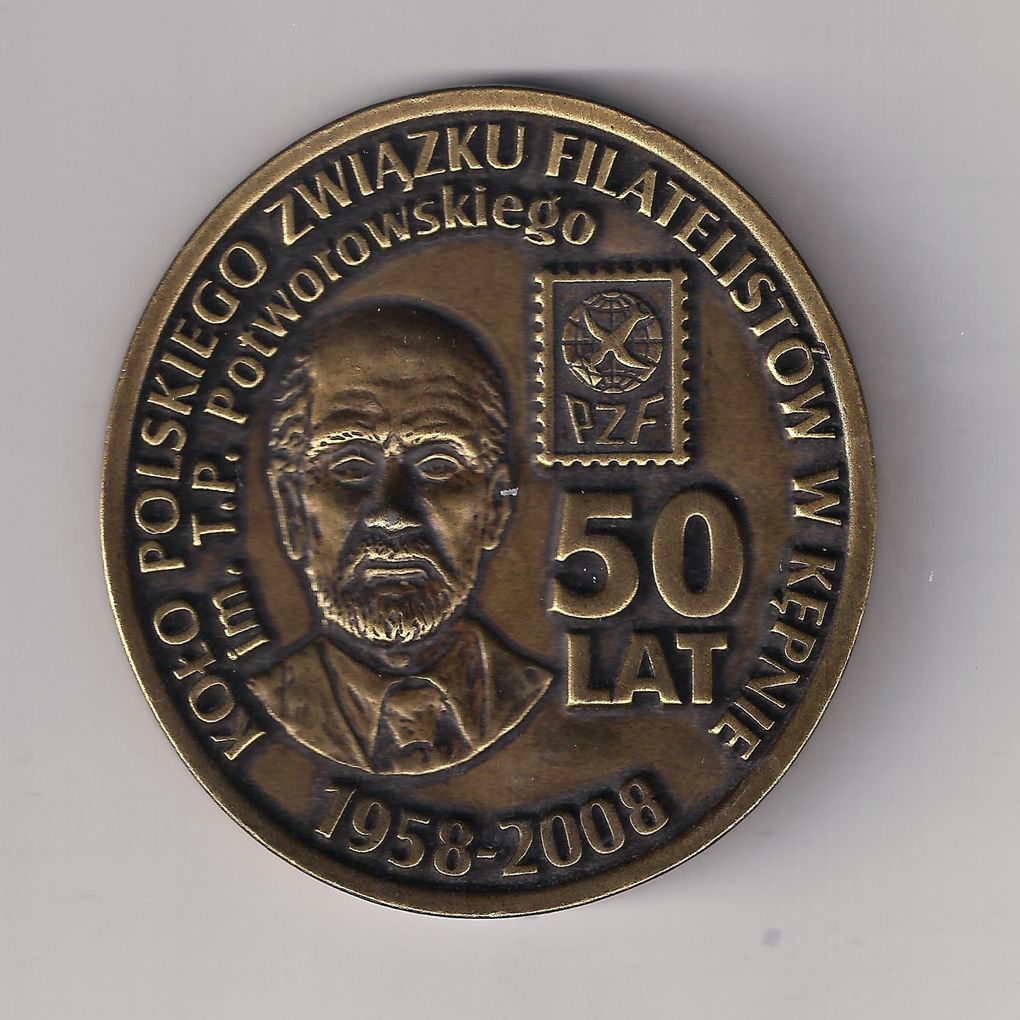 KOŁO POLSKIEGO ZWIĄZKU FILATELISTÓW W KĘPNIE
im. T.P. Potworowskiego
PZF
50
LAT
1958-2008